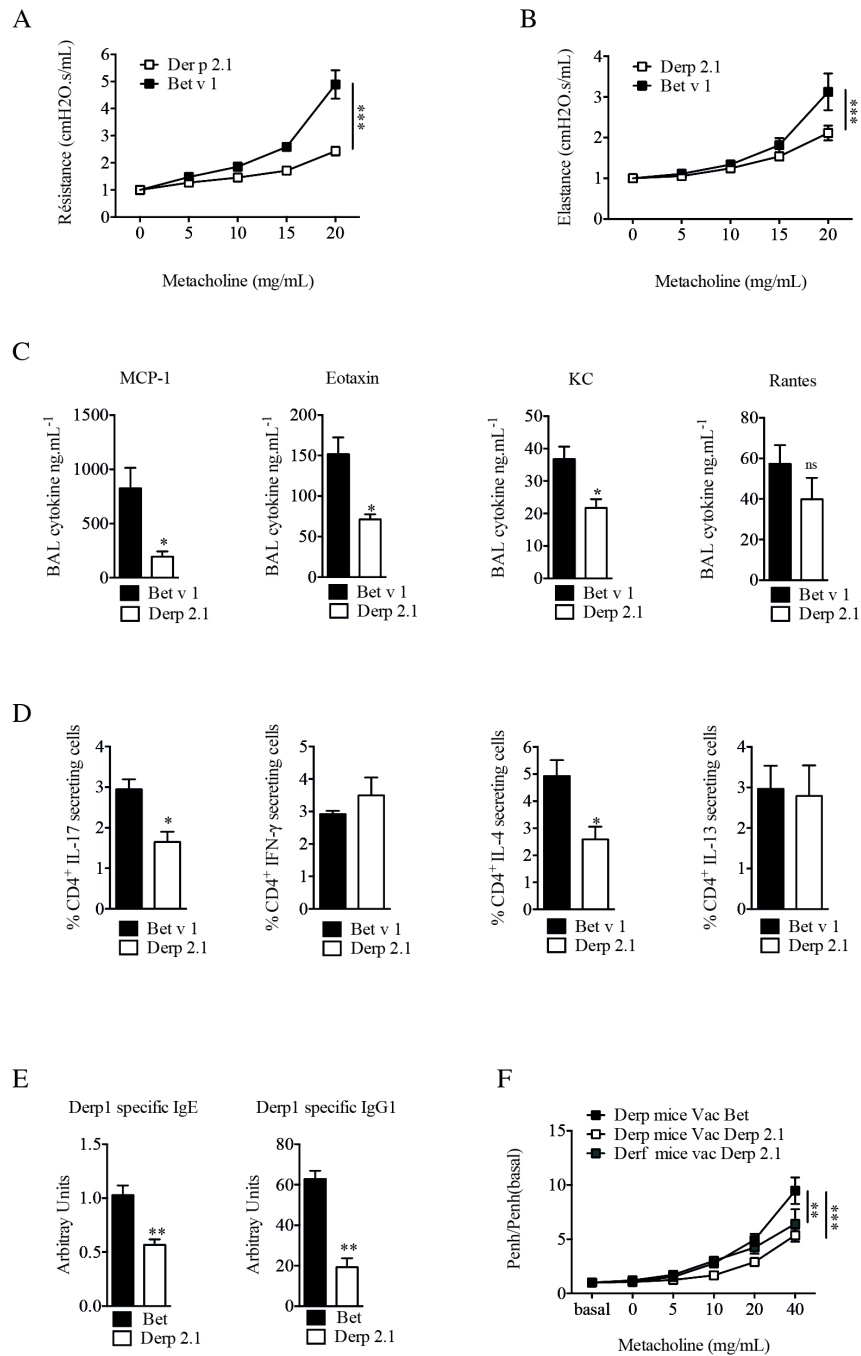 A
Résistance (cmH2O.s/mL)
6
5
4
3
2
1
0
Der p 2.1
Bet v 1
***
0 5 10 15 20
Metacholine (mg/mL)
B
Elastance (cmH2O.s/mL)
4
3
2
1
0
Derp 2.1
Bet v 1
***
0 5 10 15 20
Metacholine (mg/mL)
C
MCP-1
BAL cytokine ng.mL-1
1500
1000
500
0
*
Bet v 1
Derp 2.1
Eotaxin
BAL cytokine ng.mL-1
200
150
100
50
0
*
Bet v 1
Derp 2.1
KC
BAL cytokine ng.mL-1
50
40
30
20
10
0
*
Bet v 1
Derp 2.1
Rantes
BAL cytokine ng.mL-1
80
60
40
20
0
ns
Bet v 1
Derp 2.1
D
% CD4+ IL-17 secreting cells
4
3
2
1
0
*
Bet v 1
Derp 2.1
% CD4+ IFN-γ secreting cells
5
4
3
2
1
0
Bet v 1
Derp 2.1
% CD4+ IL-4 secreting cells
6
5
4
3
2
1
0
*
Bet v 1
Derp 2.1
% CD4+ IL-13 secreting cells
4
3
2
1
0
Bet v 1
Derp 2.1
E
Derp1 specific IgE
Arbitray Units
1.5
1.0
0.5
0.0
**
Bet
Derp 2.1
Derp1 specific IgG1
Arbitray Units
80
60
40
20
0
**
Bet
Derp 2.1
F
Derp mice Vac Bet
Derp mice Vac Derp 2.1
Derf mice vac Derp 2.1
Penh/Penh(basal)
15
10
5
0
**
***
basal 0 5 10 20 40
Metacholine (mg/mL)